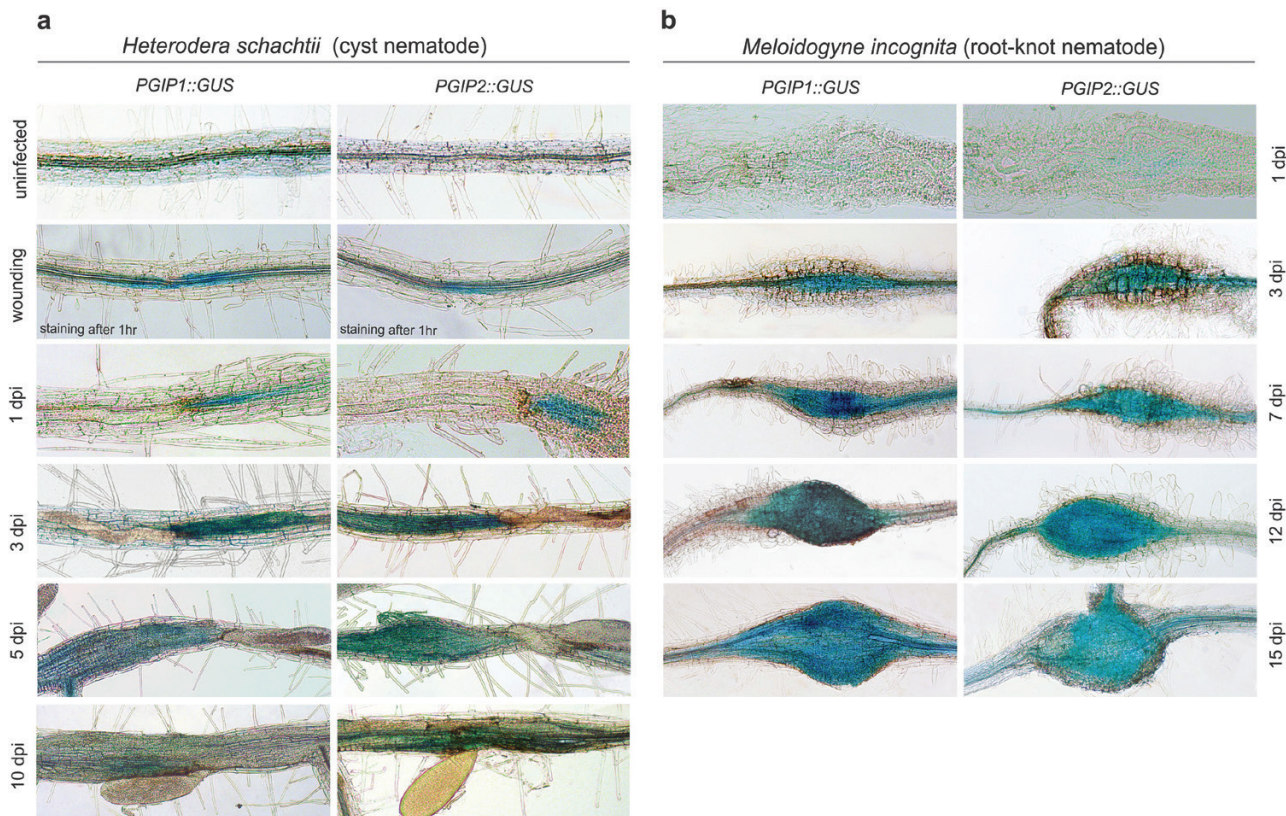 a
Heterodera schachtii (cyst nematode)
PGIP1::GUS
PGIP2::GUS
uninfected
wounding
staining after 1hr
staining after 1hr
1 dpi
3 dpi
5 dpi
10 dpi
b
Meloidogyne incognita (root-knot nematode)
PGIP1::GUS
PGIP2::GUS
1 dpi
3 dpi
7 dpi
12 dpi
15 dpi